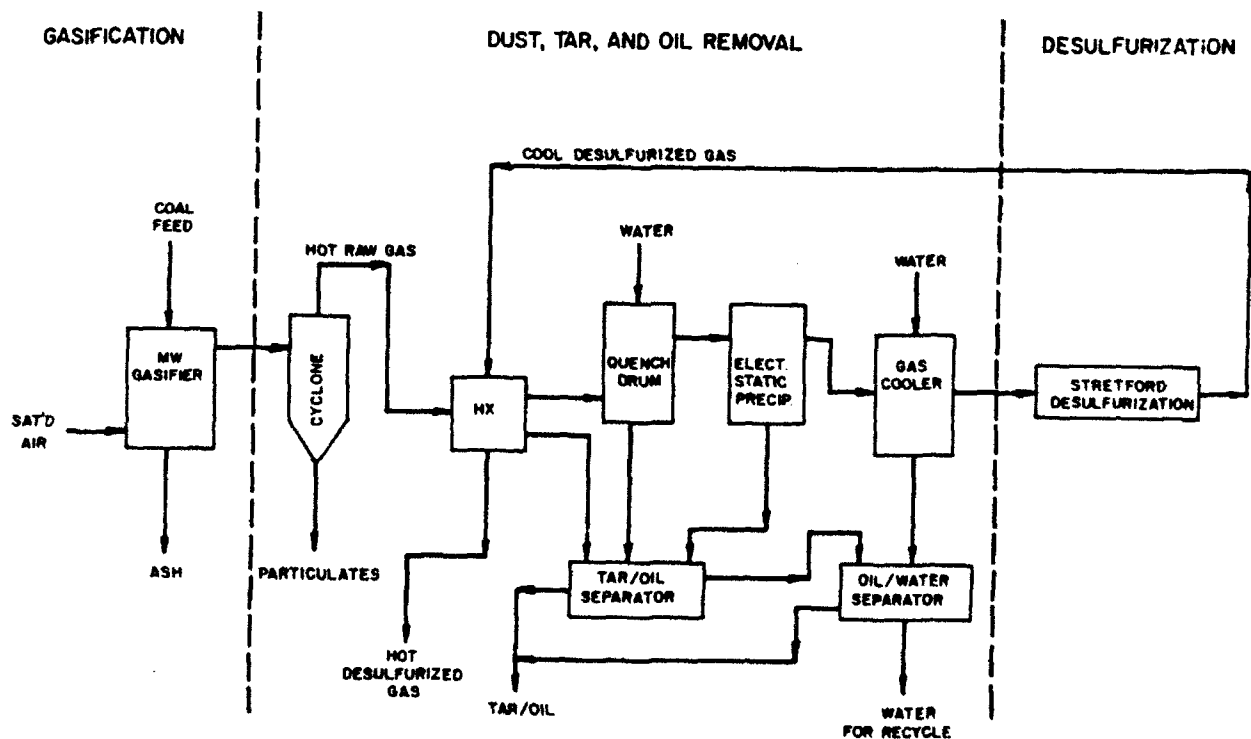 GASIFICATION
DUST, TAR, AND OIL REMOVAL
DESULFURIZATION
COOL DESULFURIZED GAS
COAL
FEED
HOT RAW GAS
WATER
WATER
MW
GASIFIER
CYCLONE
QUENCH
DRUM
ELECT.
STATIC
PRECIP.
GAS
COOLER
HX
STRETFORD
DESULFURIZATION
SAT'D
AIR
ASH
PARTICULATES
TAR/OIL
SEPARATOR
OIL/WATER
SEPARATOR
HOT
DESULFURIZED
GAS
TAR/OIL
WATER
FOR RECYCLE